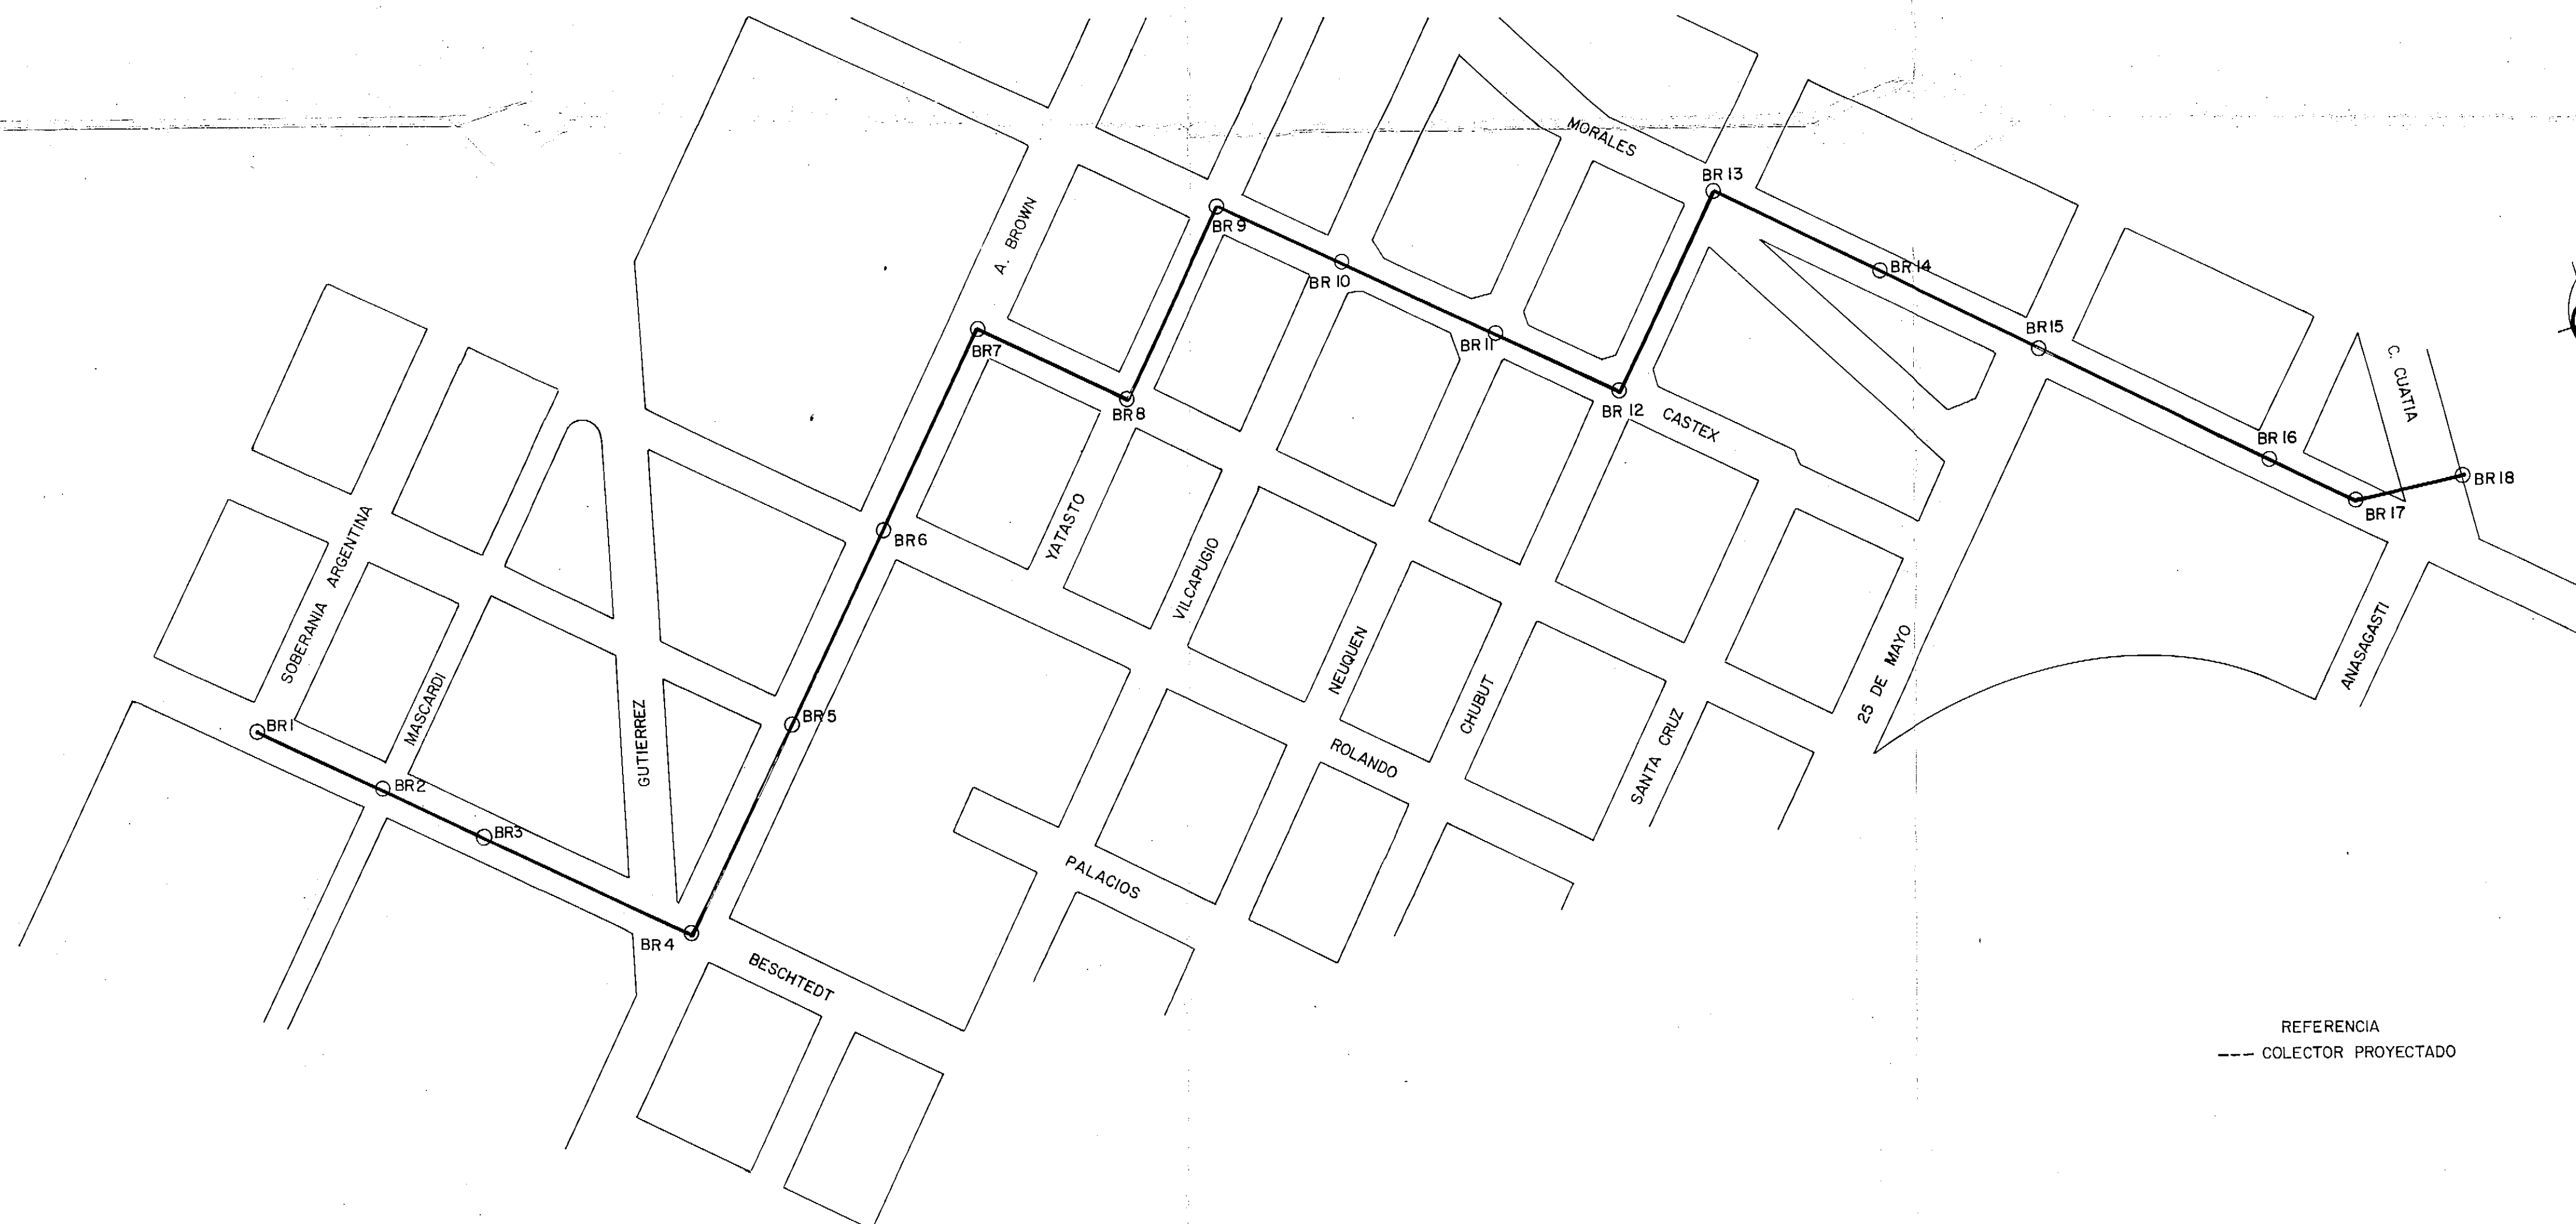 MORALES
BR 13
A. BROWN
BR 9
BR 14
BR 10
BR 15
BR 11
BR 7
C. CUATIA
BR 8
BR 12
CASTEX
BR 16
BR 18
BR 17
YATASTO
BR 6
SOBERANIA ARGENTINA
VILCAPUGIO
NEUQUEN
ANASAGASTI
25 DE MAYO
CHUBUT
MASCARDI
BR 1
BR 5
GUTIERREZ
ROLANDO
SANTA CRUZ
BR 2
BR 3
PALACIOS
BR 4
BESCHTEDT
REFERENCIA
--- COLECTOR PROYECTADO